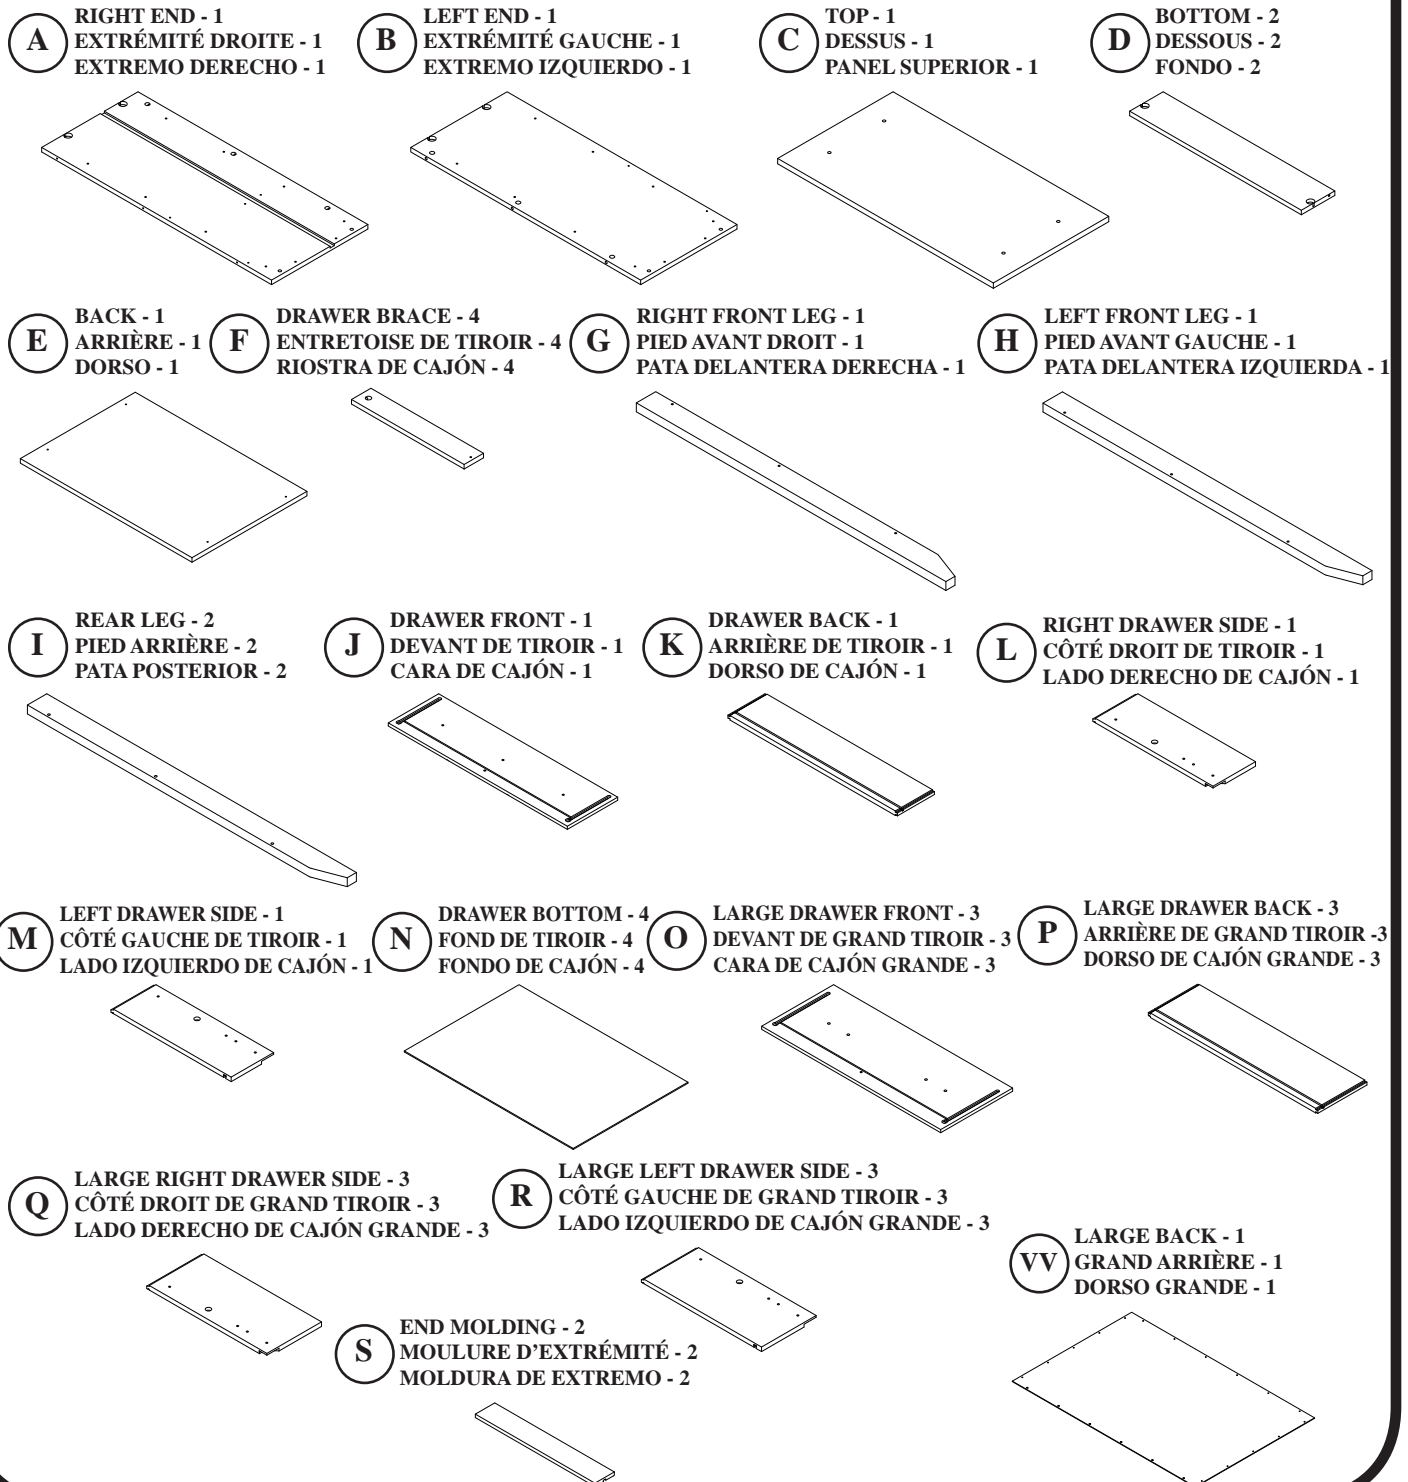 A
RIGHT END - 1
EXTRÉMITÉ DROITE - 1
EXTREMO DERECHO - 1
B
LEFT END - 1
EXTRÉMITÉ GAUCHE - 1
EXTREMO IZQUIERDO - 1
C
TOP - 1
DESSUS - 1
PANEL SUPERIOR - 1
D
BOTTOM - 2
DESSOUS - 2
FONDO - 2
E
BACK - 1
ARRIÈRE - 1
DORSO - 1
F
DRAWER BRACE - 4
ENTRETOISE DE TIROIR - 4
RIOSTRA DE CAJÓN - 4
G
RIGHT FRONT LEG - 1
PIED AVANT DROIT - 1
PATA DELANTERA DERECHA - 1
H
LEFT FRONT LEG - 1
PIED AVANT GAUCHE - 1
PATA DELANTERA IZQUIERDA - 1
I
REAR LEG - 2
PIED ARRIÈRE - 2
PATA POSTERIOR - 2
J
DRAWER FRONT - 1
DEVANT DE TIROIR - 1
CARA DE CAJÓN - 1
K
DRAWER BACK - 1
ARRIÈRE DE TIROIR - 1
DORSO DE CAJÓN - 1
L
RIGHT DRAWER SIDE - 1
CÔTÉ DROIT DE TIROIR - 1
LADO DERECHO DE CAJÓN - 1
M
LEFT DRAWER SIDE - 1
CÔTÉ GAUCHE DE TIROIR - 1
LADO IZQUIERDO DE CAJÓN - 1
N
DRAWER BOTTOM - 4
FOND DE TIROIR - 4
FONDO DE CAJÓN - 4
O
LARGE DRAWER FRONT - 3
DEVANT DE GRAND TIROIR - 3
CARA DE CAJÓN GRANDE - 3
P
LARGE DRAWER BACK - 3
ARRIÈRE DE GRAND TIROIR -3
DORSO DE CAJÓN GRANDE - 3
Q
LARGE RIGHT DRAWER SIDE - 3
CÔTÉ DROIT DE GRAND TIROIR - 3
LADO DERECHO DE CAJÓN GRANDE - 3
R
LARGE LEFT DRAWER SIDE - 3
CÔTÉ GAUCHE DE GRAND TIROIR - 3
LADO IZQUIERDO DE CAJÓN GRANDE - 3
VV
LARGE BACK - 1
GRAND ARRIÈRE - 1
DORSO GRANDE - 1
S
END MOLDING - 2
MOULURE D’EXTRÉMITÉ - 2
MOLDURA DE EXTREMO - 2